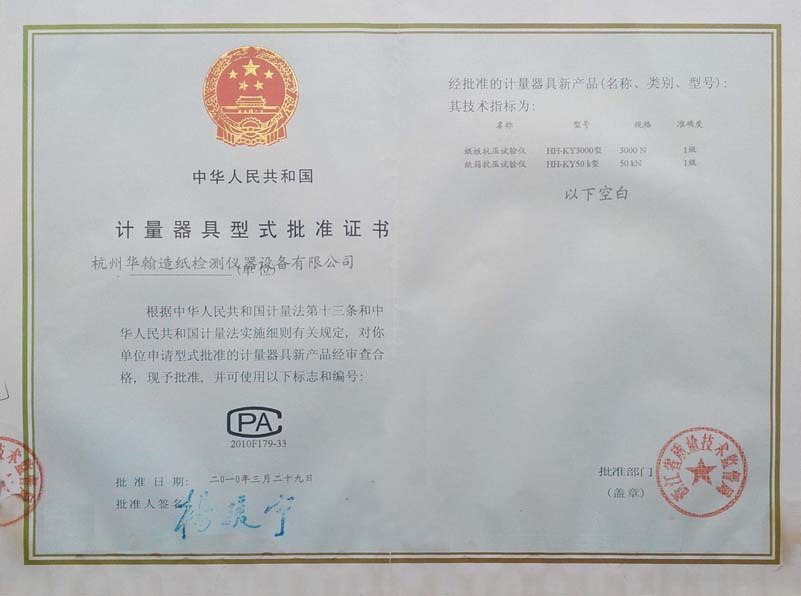 中华人民共和国
计量器具型式批准证书
杭州华翰造纸检测仪器设备有限公司
(单位)
根据中华人民共和国计量法第十三条和中
华人民共和国计量法实施细则有关规定，对你
单位申请型式批准的计量器具新产品经审查合
格，现予批准，并可使用以下标志和编号：
CPA
2010F179-33
批准日期：二〇一〇年三月二十九日
批准人签名
经批准的计量器具新产品(名称、类别、型号)：
其技术指标为：
名称 型号 规格 准确度
纸板抗压试验仪 HH-KY3000型 3000 N 1级
纸箱抗压试验仪 HH-KY50 k型 50 kN 1级
以下空白
批准部门
(盖章)
浙江省质量技术监督局